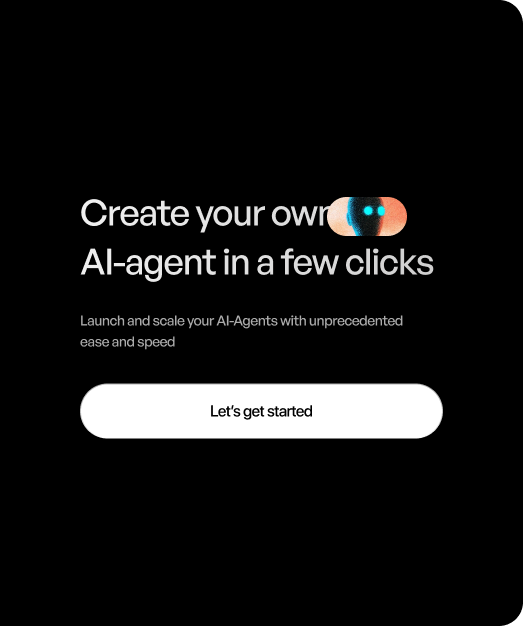 Create your own
AI-agent in a few clicks
Launch and scale your AI-Agents with unprecedented
ease and speed
Let's get started